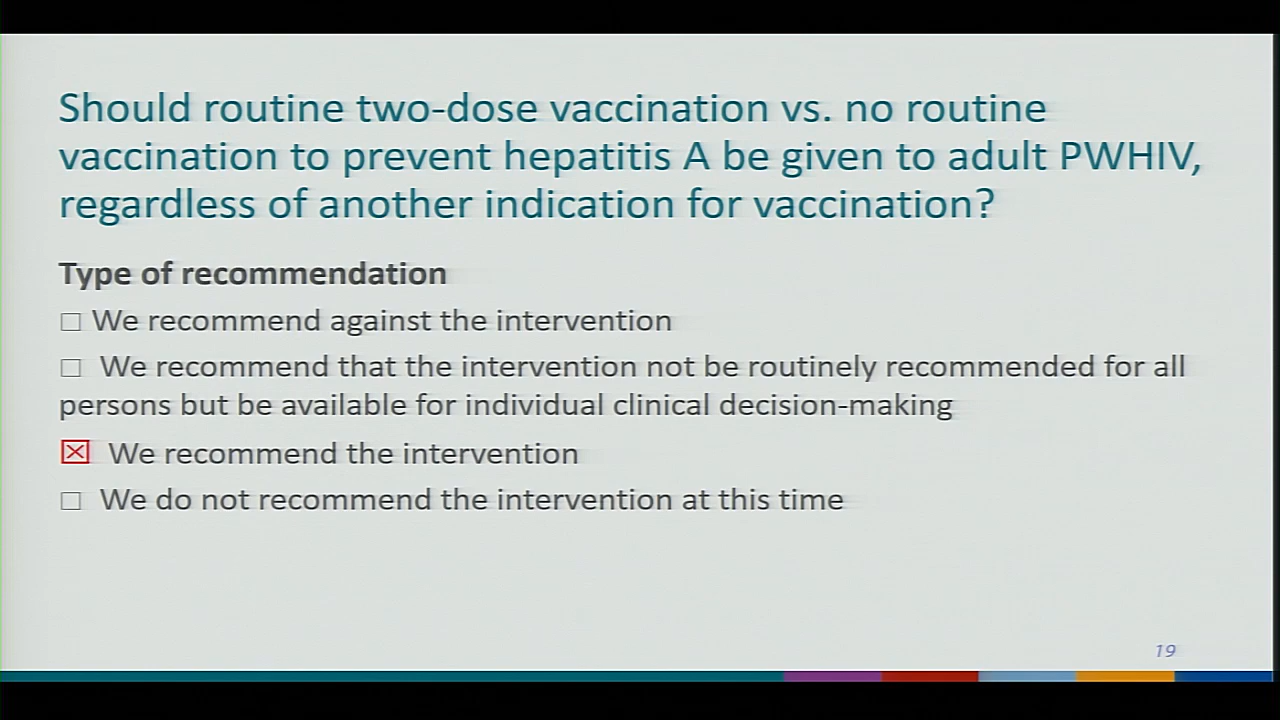 Should routine two-dose vaccination vs. no routine
vaccination to prevent hepatitis A be given to adult PWHIV,
regardless of another indication for vaccination?
Type of recommendation
□ We recommend against the intervention
□ We recommend that the intervention not be routinely recommended for all
persons but be available for individual clinical decision-making
☒ We recommend the intervention
□ We do not recommend the intervention at this time
19